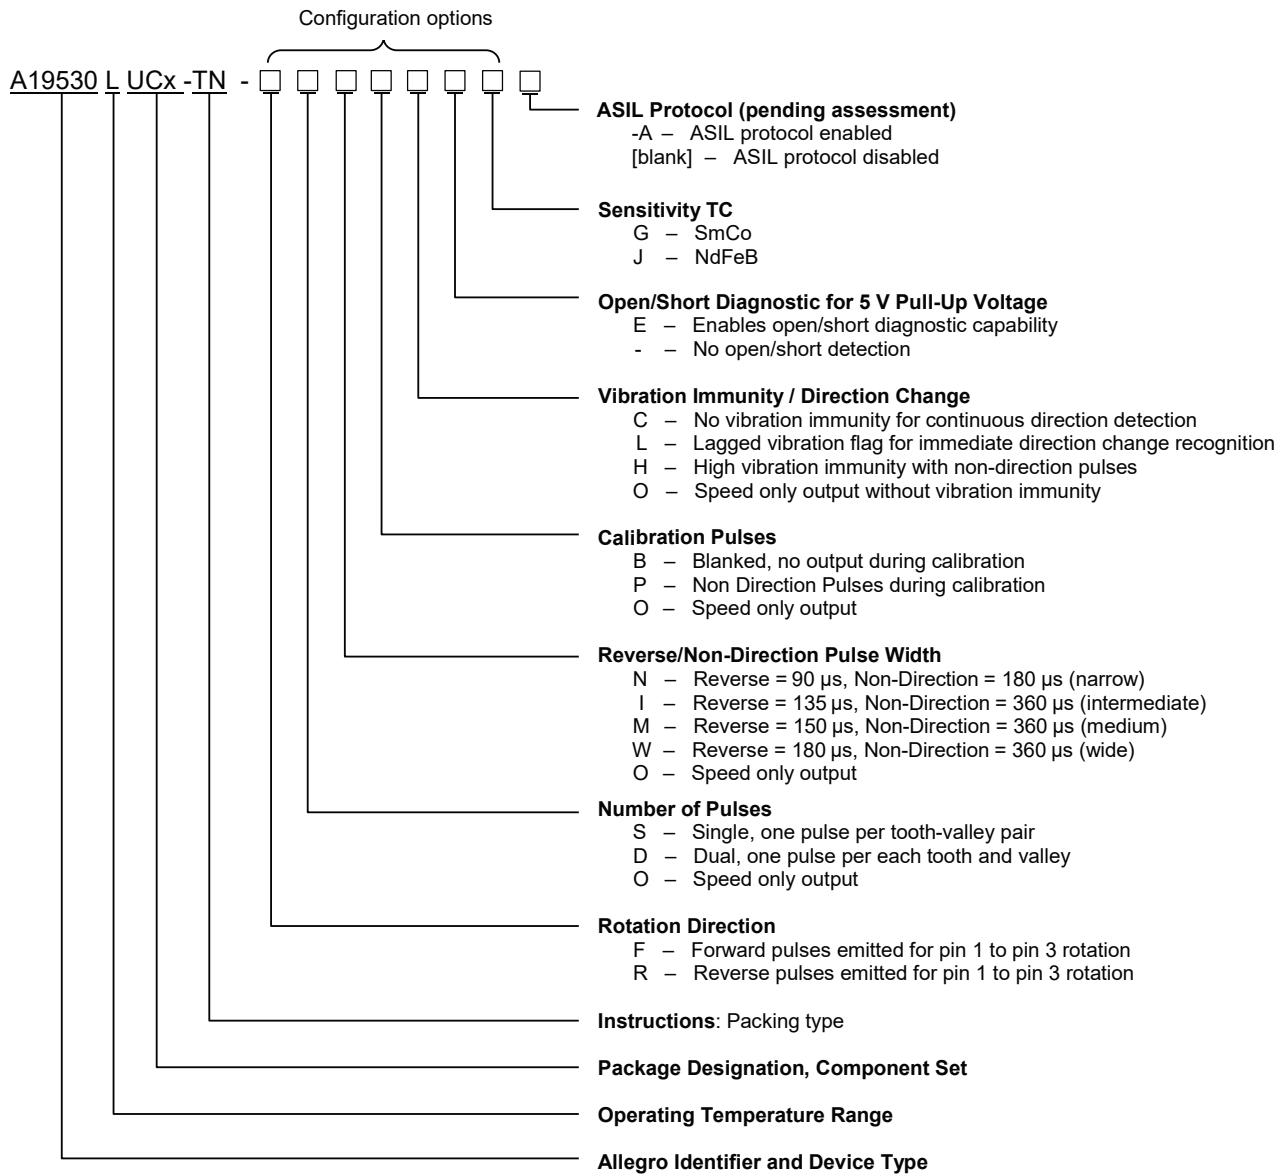 Configuration options
A19530 L UCx -TN - □ □ □ □ □ □ □ □
ASIL Protocol (pending assessment)
-A – ASIL protocol enabled
[blank] – ASIL protocol disabled
Sensitivity TC
G – SmCo
J – NdFeB
Open/Short Diagnostic for 5 V Pull-Up Voltage
E – Enables open/short diagnostic capability
- – No open/short detection
Vibration Immunity / Direction Change
C – No vibration immunity for continuous direction detection
L – Lagged vibration flag for immediate direction change recognition
H – High vibration immunity with non-direction pulses
O – Speed only output without vibration immunity
Calibration Pulses
B – Blanked, no output during calibration
P – Non Direction Pulses during calibration
O – Speed only output
Reverse/Non-Direction Pulse Width
N – Reverse = 90 µs, Non-Direction = 180 µs (narrow)
I – Reverse = 135 µs, Non-Direction = 360 µs (intermediate)
M – Reverse = 150 µs, Non-Direction = 360 µs (medium)
W – Reverse = 180 µs, Non-Direction = 360 µs (wide)
O – Speed only output
Number of Pulses
S – Single, one pulse per tooth-valley pair
D – Dual, one pulse per each tooth and valley
O – Speed only output
Rotation Direction
F – Forward pulses emitted for pin 1 to pin 3 rotation
R – Reverse pulses emitted for pin 1 to pin 3 rotation
Instructions: Packing type
Package Designation, Component Set
Operating Temperature Range
Allegro Identifier and Device Type